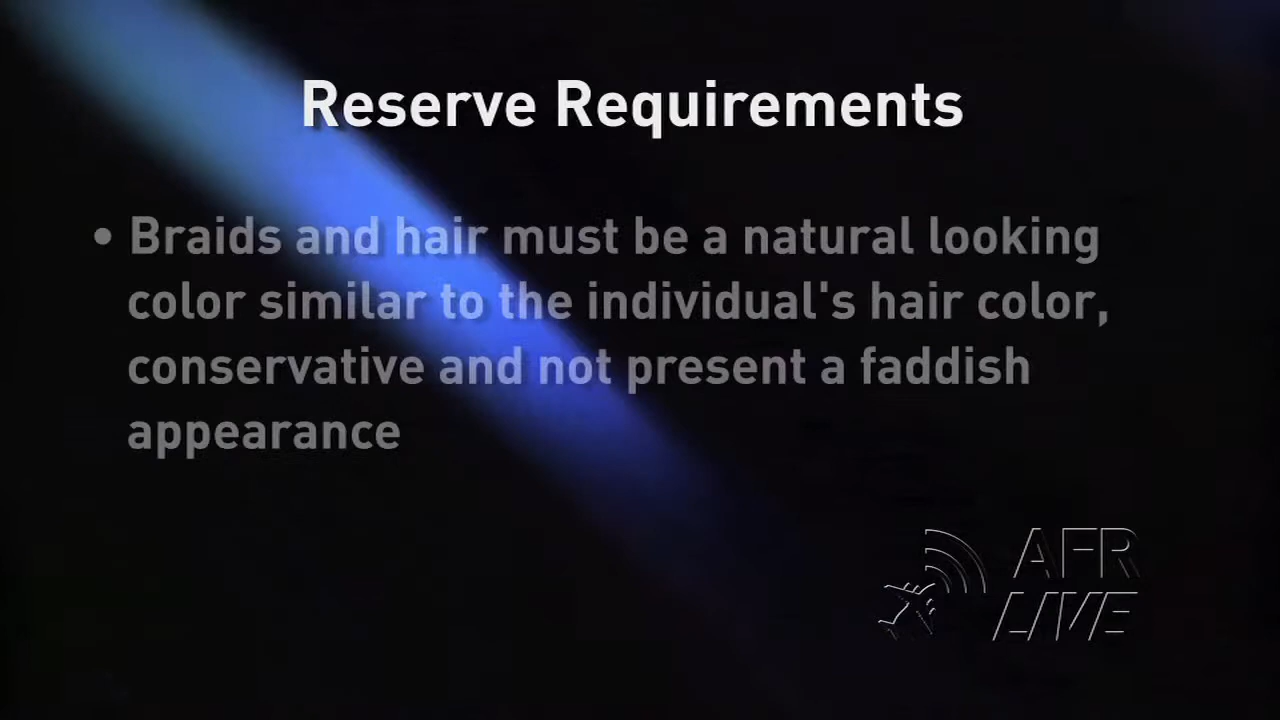 Reserve Requirements
• Braids and hair must be a natural looking
color similar to the individual's hair color,
conservative and not present a faddish
appearance
AFR
LIVE